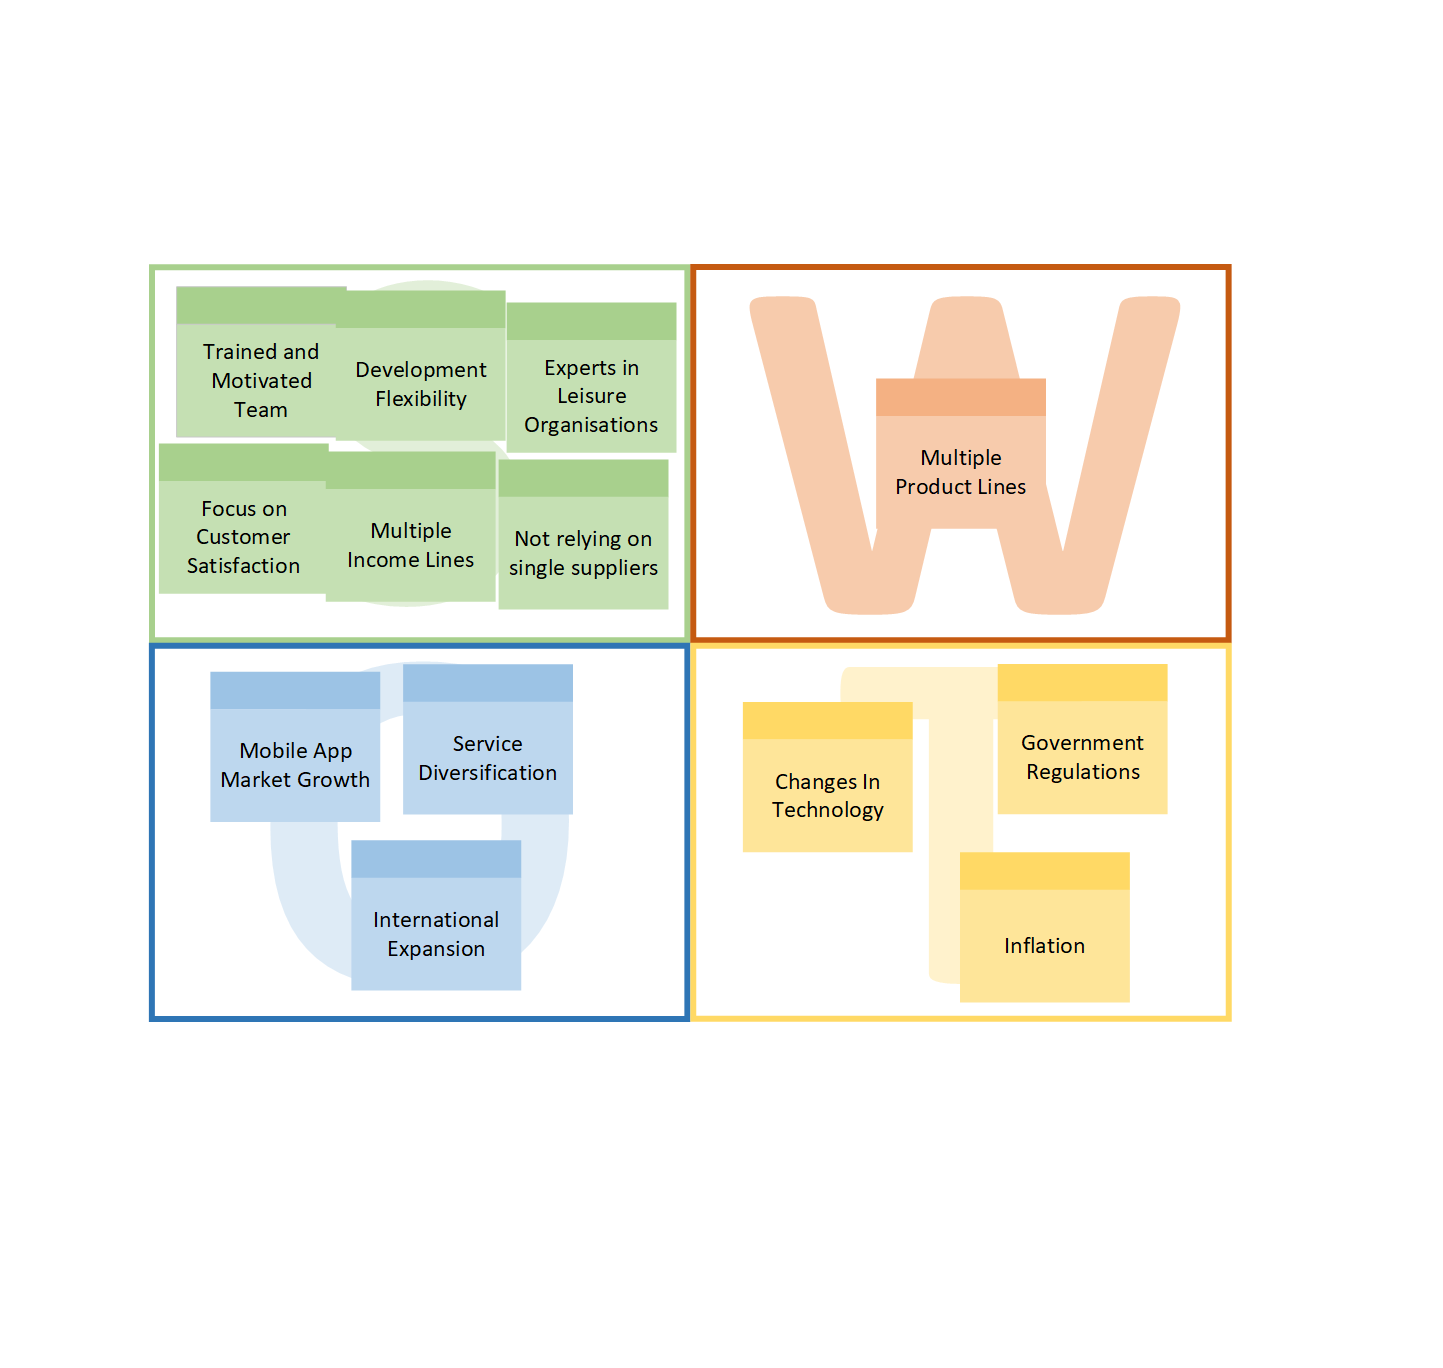 Trained and
Motivated
Team
Development
Flexibility
Experts in
Leisure
Organisations
Focus on
Customer
Satisfaction
Multiple
Income Lines
Not relying on
single suppliers
W
Multiple
Product Lines
O
Mobile App
Market Growth
Service
Diversification
International
Expansion
T
Changes In
Technology
Government
Regulations
Inflation